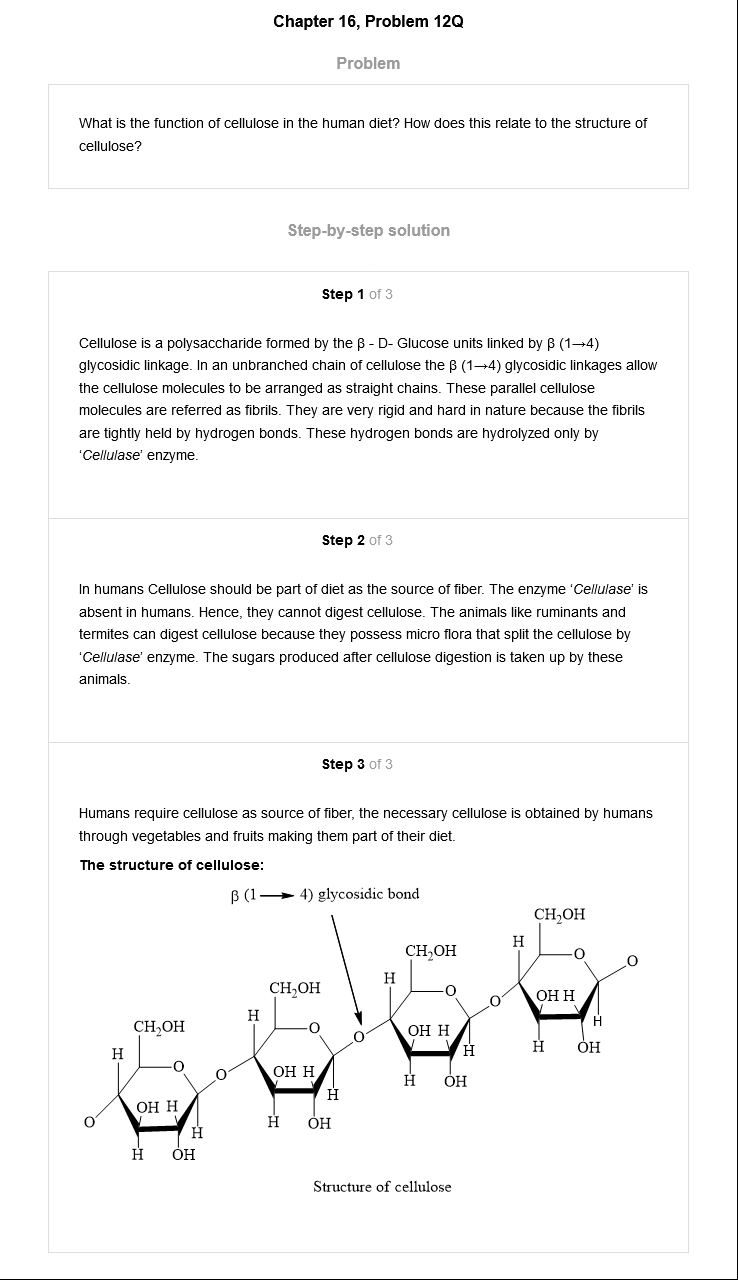 Chapter 16, Problem 12Q
Problem
What is the function of cellulose in the human diet? How does this relate to the structure of
cellulose?
Step-by-step solution
Step 1 of 3
Cellulose is a polysaccharide formed by the β - D- Glucose units linked by β (1→4)
glycosidic linkage. In an unbranched chain of cellulose the β (1→4) glycosidic linkages allow
the cellulose molecules to be arranged as straight chains. These parallel cellulose
molecules are referred as fibrils. They are very rigid and hard in nature because the fibrils
are tightly held by hydrogen bonds. These hydrogen bonds are hydrolyzed only by
‘Cellulase’ enzyme.
Step 2 of 3
In humans Cellulose should be part of diet as the source of fiber. The enzyme ‘Cellulase’ is
absent in humans. Hence, they cannot digest cellulose. The animals like ruminants and
termites can digest cellulose because they possess micro flora that split the cellulose by
‘Cellulase’ enzyme. The sugars produced after cellulose digestion is taken up by these
animals.
Step 3 of 3
Humans require cellulose as source of fiber, the necessary cellulose is obtained by humans
through vegetables and fruits making them part of their diet.
The structure of cellulose:
β (1 → 4) glycosidic bond
CH₂OH
H
O
O
CH₂OH
H
O
OH H
O
H
CH₂OH
H
OH
H
O
OH H
O
H
CH₂OH
H
OH
H
O
OH H
O
H
H
OH
OH H
O
H
H
OH
Structure of cellulose